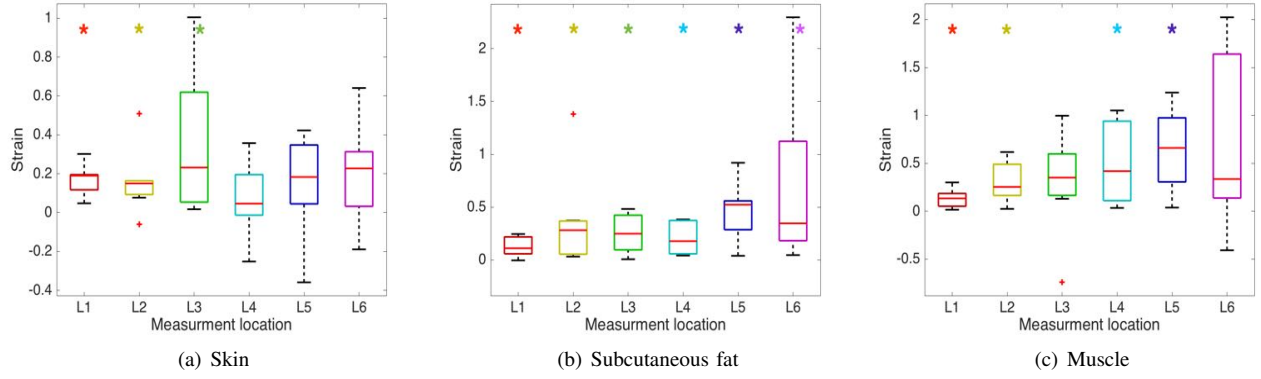 1
0.8
0.6
0.4
0.2
0
-0.2
-0.4
Strain
* * *
L1 L2 L3 L4 L5 L6
Measurment location
(a) Skin
2
1.5
1
0.5
0
Strain
* * * * * *
L1 L2 L3 L4 L5 L6
Measurment location
(b) Subcutaneous fat
2
1.5
1
0.5
0
-0.5
Strain
* * * *
L1 L2 L3 L4 L5 L6
Measurment location
(c) Muscle